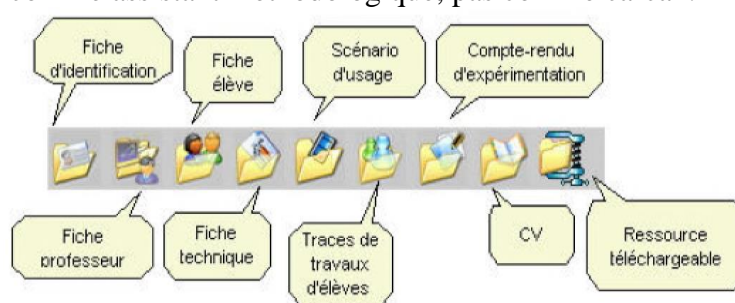 Fiche
d'identification
Fiche
élève
Scénario
d'usage
Compte-rendu
d'expérimentation
Fiche
professeur
Fiche
technique
Traces de
travaux
d'élèves
CV
Ressource
téléchargeable